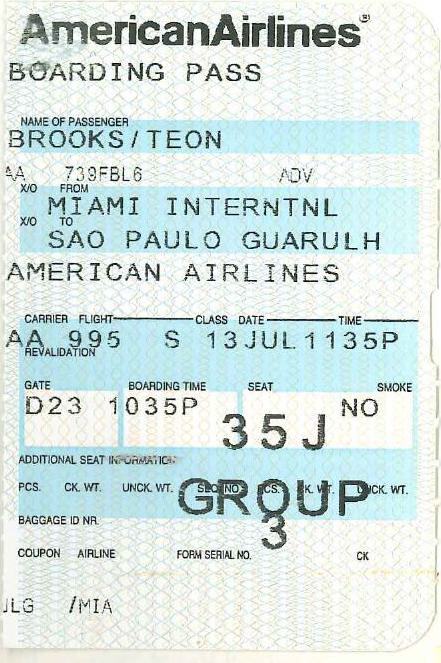 AmericanAirlines®
BOARDING PASS
NAME OF PASSENGER
BROOKS/TEON
AA 739FBL6 ADV
X/O FROM
MIAMI INTERNTNL
X/O TO
SAO PAULO GUARULH
AMERICAN AIRLINES
CARRIER FLIGHT CLASS DATE TIME
AA 995 S 13JUL1135P
REVALIDATION
GATE BOARDING TIME SEAT SMOKE
D23 1035P 35J NO
ADDITIONAL SEAT INFORMATION
PCS. CK. WT. UNCK. WT. SEQ NO PCS. CK. WT. UNCK. WT.
GROUP
3
BAGGAGE ID NR.
COUPON AIRLINE FORM SERIAL NO. CK
JLG /MIA